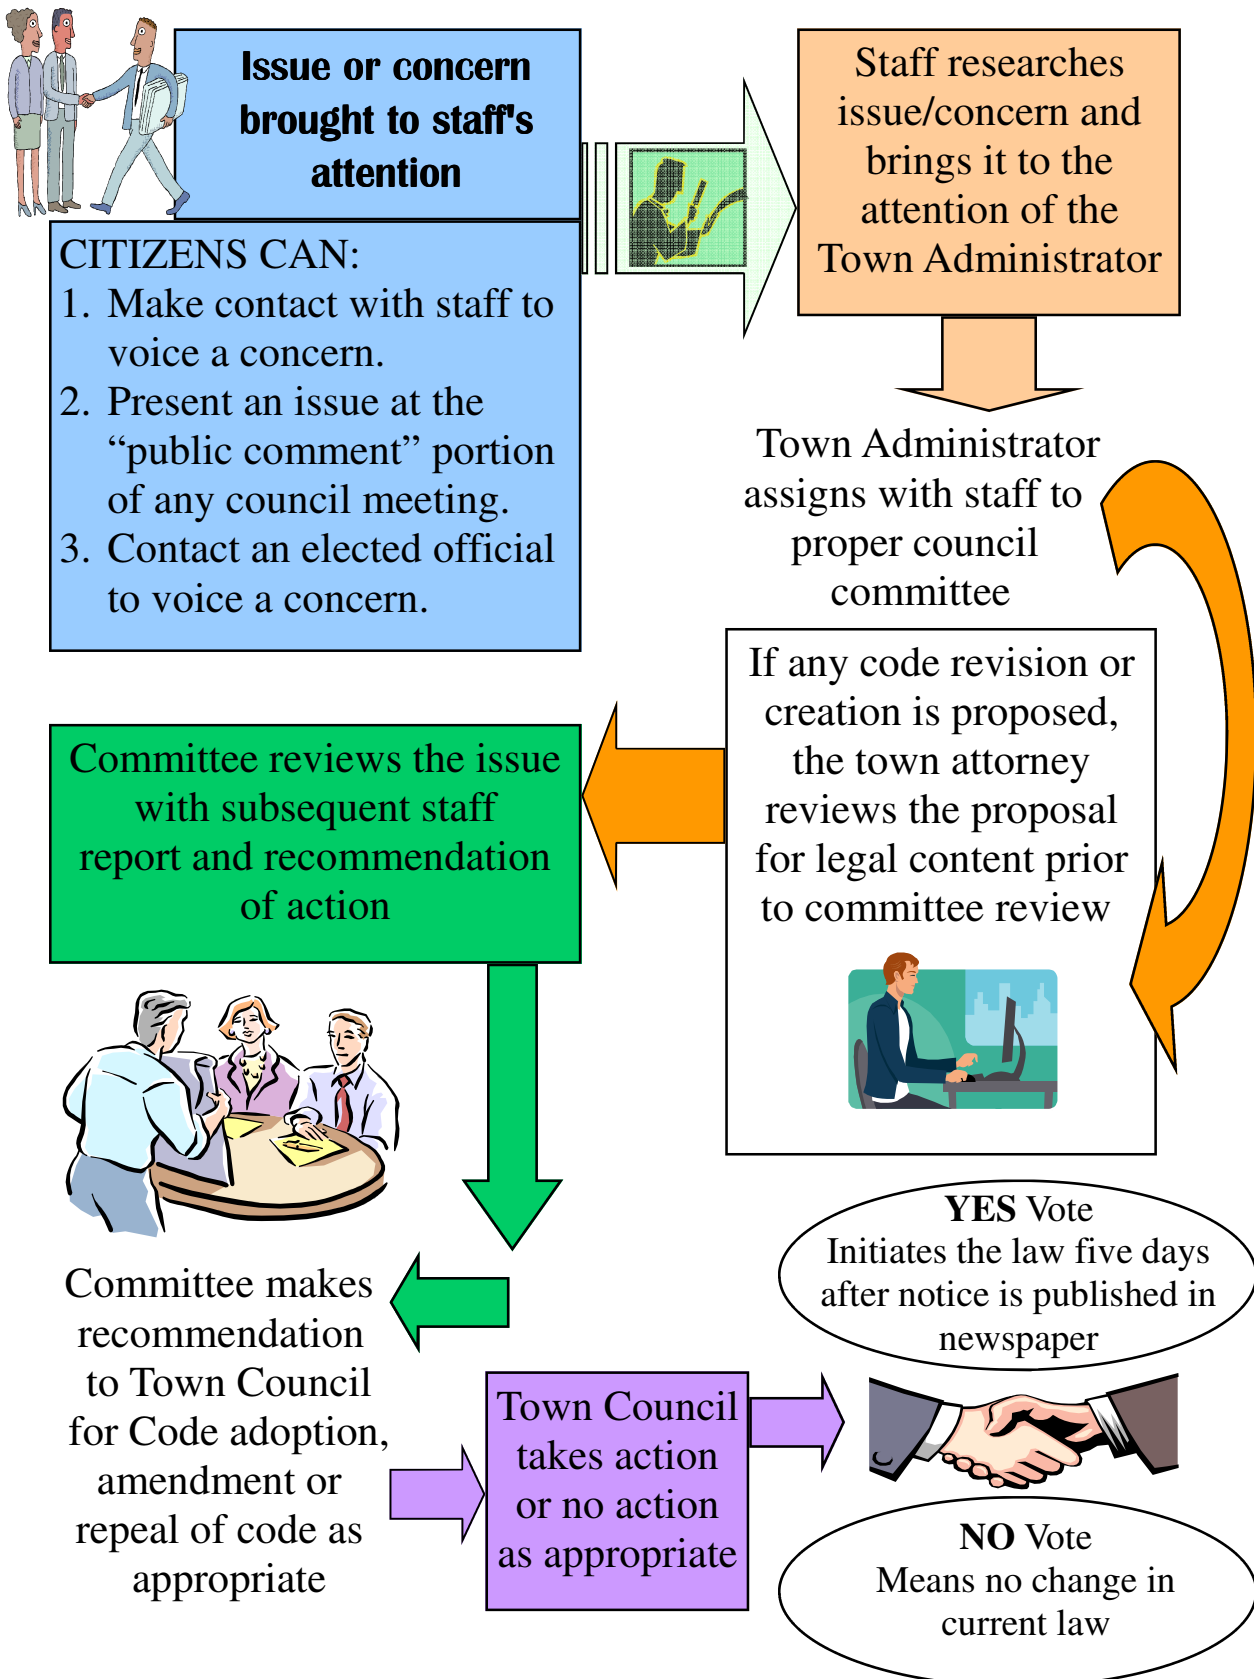 Issue or concern
brought to staff's
attention
CITIZENS CAN:
1. Make contact with staff to
voice a concern.
2. Present an issue at the
“public comment” portion
of any council meeting.
3. Contact an elected official
to voice a concern.
Staff researches
issue/concern and
brings it to the
attention of the
Town Administrator
Town Administrator
assigns with staff to
proper council
committee
If any code revision or
creation is proposed,
the town attorney
reviews the proposal
for legal content prior
to committee review
Committee reviews the issue
with subsequent staff
report and recommendation
of action
Committee makes
recommendation
to Town Council
for Code adoption,
amendment or
repeal of code as
appropriate
Town Council
takes action
or no action
as appropriate
YES Vote
Initiates the law five days
after notice is published in
newspaper
NO Vote
Means no change in
current law